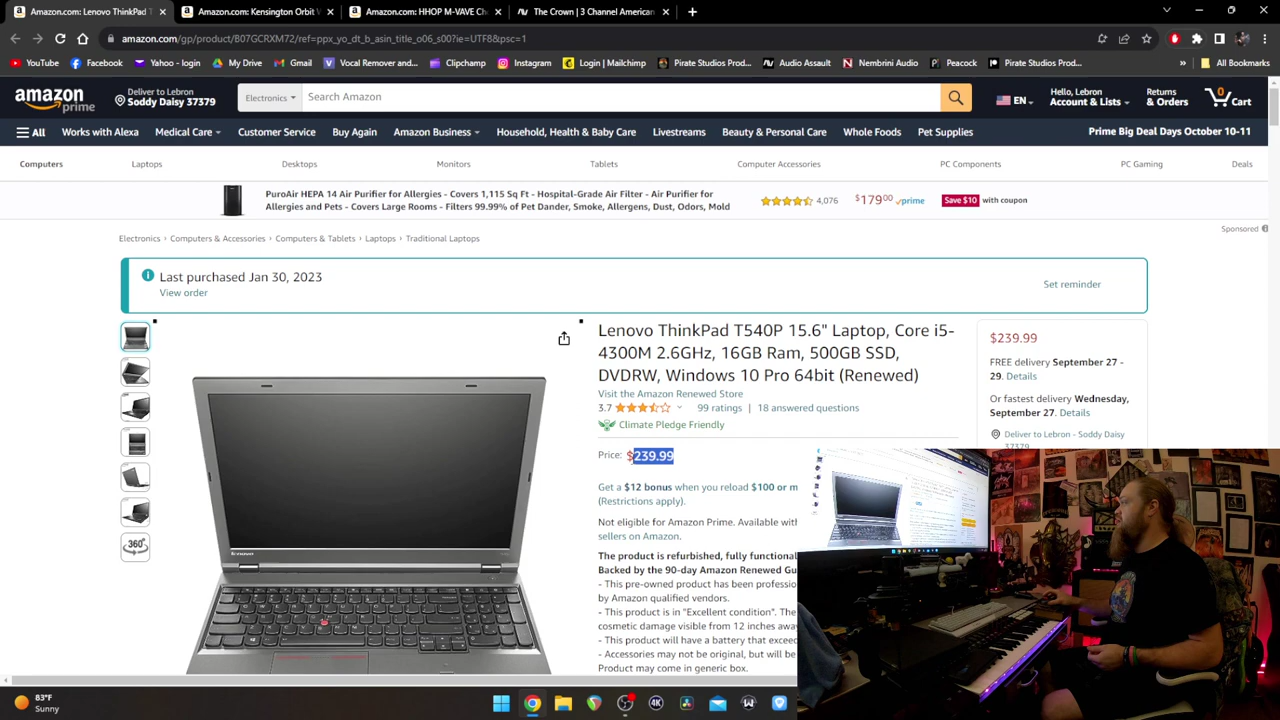 Amazon.com: Lenovo ThinkPad T
Amazon.com: Kensington Orbit W
Amazon.com: HHOP M-VAVE Ch
The Crown | 3 Channel American
amazon.com/gp/product/B07GCRXM72/ref=ppx_yo_dt_b_asin_title_o06_s00?ie=UTF8&psc=1
YouTube
Facebook
Yahoo - login
My Drive
Gmail
Vocal Remover and...
Clipchamp
Instagram
Login | Mailchimp
Pirate Studios Prod...
Audio Assault
Nembrini Audio
Peacock
Pirate Studios Prod...
All Bookmarks
amazon prime
Deliver to Lebron
Soddy Daisy 37379
Electronics
Search Amazon
EN
Hello, Lebron
Account & Lists
Returns
& Orders
0
Cart
All
Works with Alexa
Medical Care
Customer Service
Buy Again
Amazon Business
Household, Health & Baby Care
Livestreams
Beauty & Personal Care
Whole Foods
Pet Supplies
Prime Big Deal Days October 10-11
Computers
Laptops
Desktops
Monitors
Tablets
Computer Accessories
PC Components
PC Gaming
Deals
PuroAir HEPA 14 Air Purifier for Allergies - Covers 1,115 Sq Ft - Hospital-Grade Air Filter - Air Purifier for
Allergies and Pets - Covers Large Rooms - Filters 99.99% of Pet Dander, Smoke, Allergens, Dust, Odors, Mold
4,076
$17900 prime
Save $10 with coupon
Sponsored
Electronics › Computers & Accessories › Computers & Tablets › Laptops › Traditional Laptops
Last purchased Jan 30, 2023
View order
Set reminder
Lenovo ThinkPad T540P 15.6" Laptop, Core i5-
4300M 2.6GHz, 16GB Ram, 500GB SSD,
DVDRW, Windows 10 Pro 64bit (Renewed)
Visit the Amazon Renewed Store
3.7
99 ratings | 18 answered questions
Climate Pledge Friendly
Price: $239.99
Get a $12 bonus when you reload $100 or m
(Restrictions apply).
Not eligible for Amazon Prime. Available with
sellers on Amazon.
The product is refurbished, fully functional
Backed by the 90-day Amazon Renewed Gu
- This pre-owned product has been professio
by Amazon qualified vendors.
- This product is in "Excellent condition". The
cosmetic damage visible from 12 inches away
- This product will have a battery that exceed
- Accessories may not be original, but will be
Product may come in generic box.
$239.99
FREE delivery September 27 -
29. Details
Or fastest delivery Wednesday,
September 27. Details
Deliver to Lebron - Soddy Daisy
37379
360°
lenovo
83°F
Sunny
4K